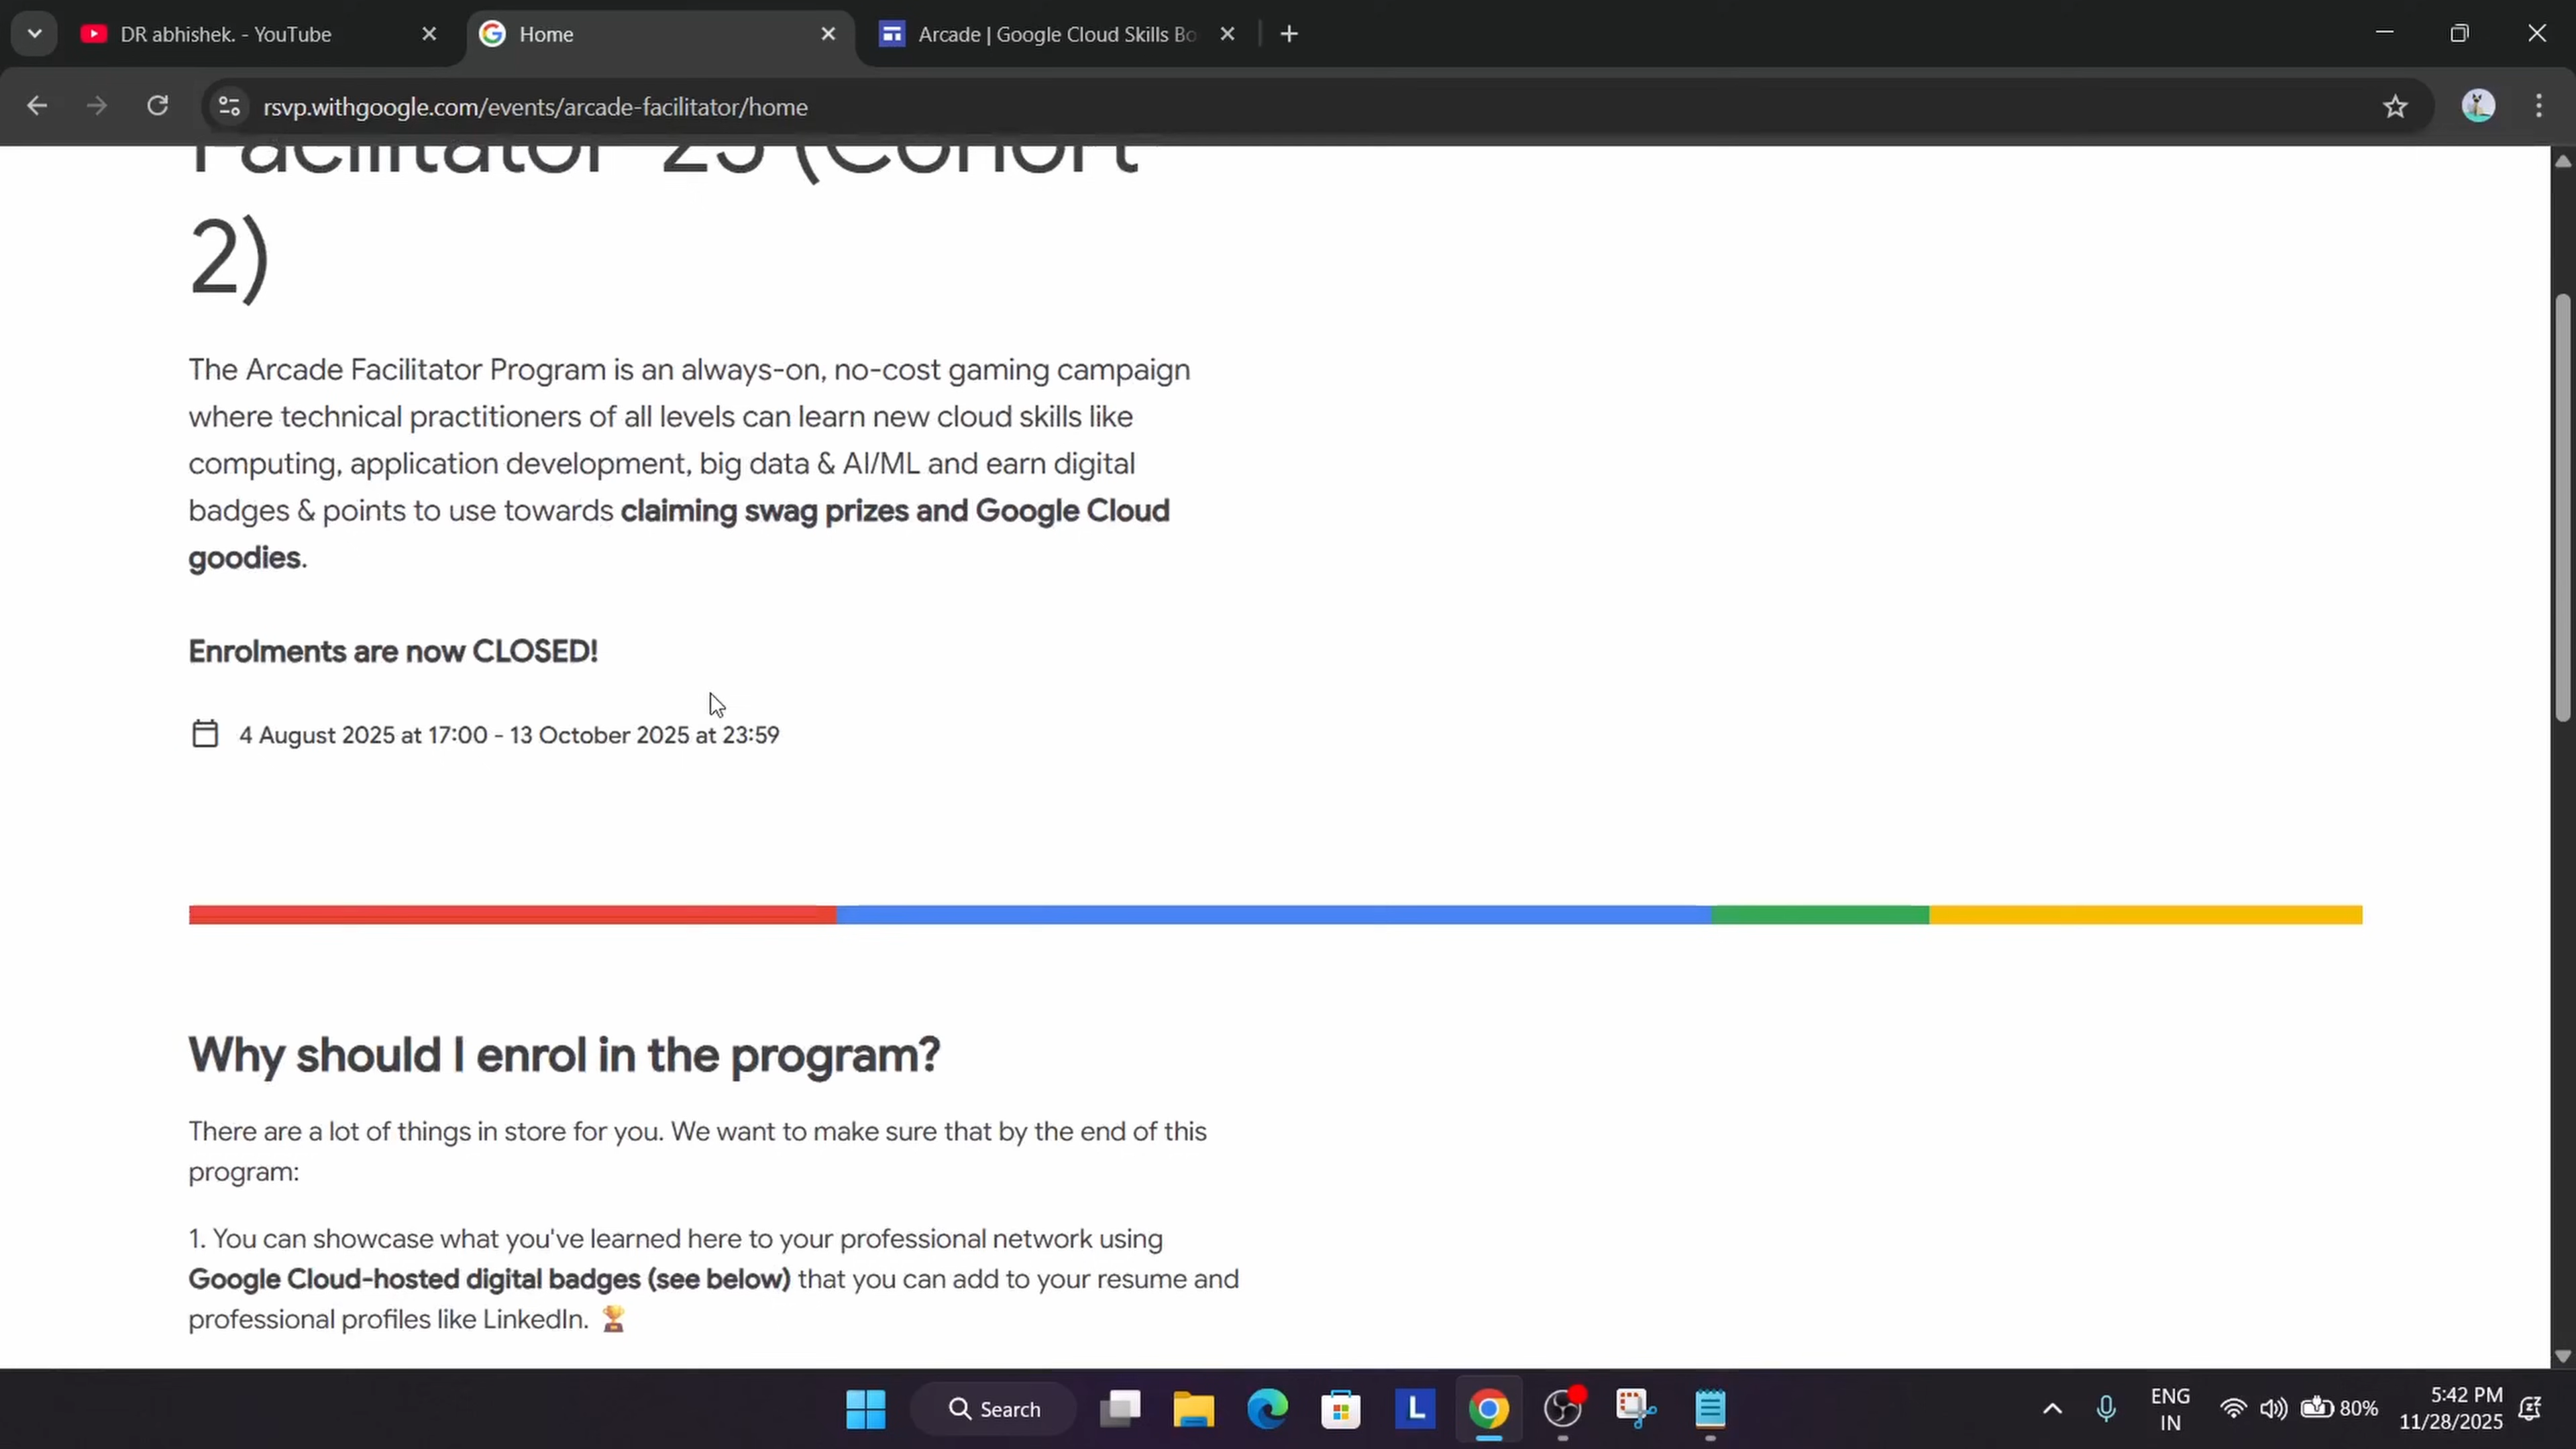 DR abhishek. - YouTube
Home
Arcade | Google Cloud Skills Bo
rsvp.withgoogle.com/events/arcade-facilitator/home
Facilitator '25 (Cohort
2)
The Arcade Facilitator Program is an always-on, no-cost gaming campaign
where technical practitioners of all levels can learn new cloud skills like
computing, application development, big data & AI/ML and earn digital
badges & points to use towards claiming swag prizes and Google Cloud
goodies.
Enrolments are now CLOSED!
4 August 2025 at 17:00 - 13 October 2025 at 23:59
Why should I enrol in the program?
There are a lot of things in store for you. We want to make sure that by the end of this
program:
1. You can showcase what you've learned here to your professional network using
Google Cloud-hosted digital badges (see below) that you can add to your resume and
professional profiles like LinkedIn. 🏆
Search
L
ENG
IN
80%
5:42 PM
11/28/2025